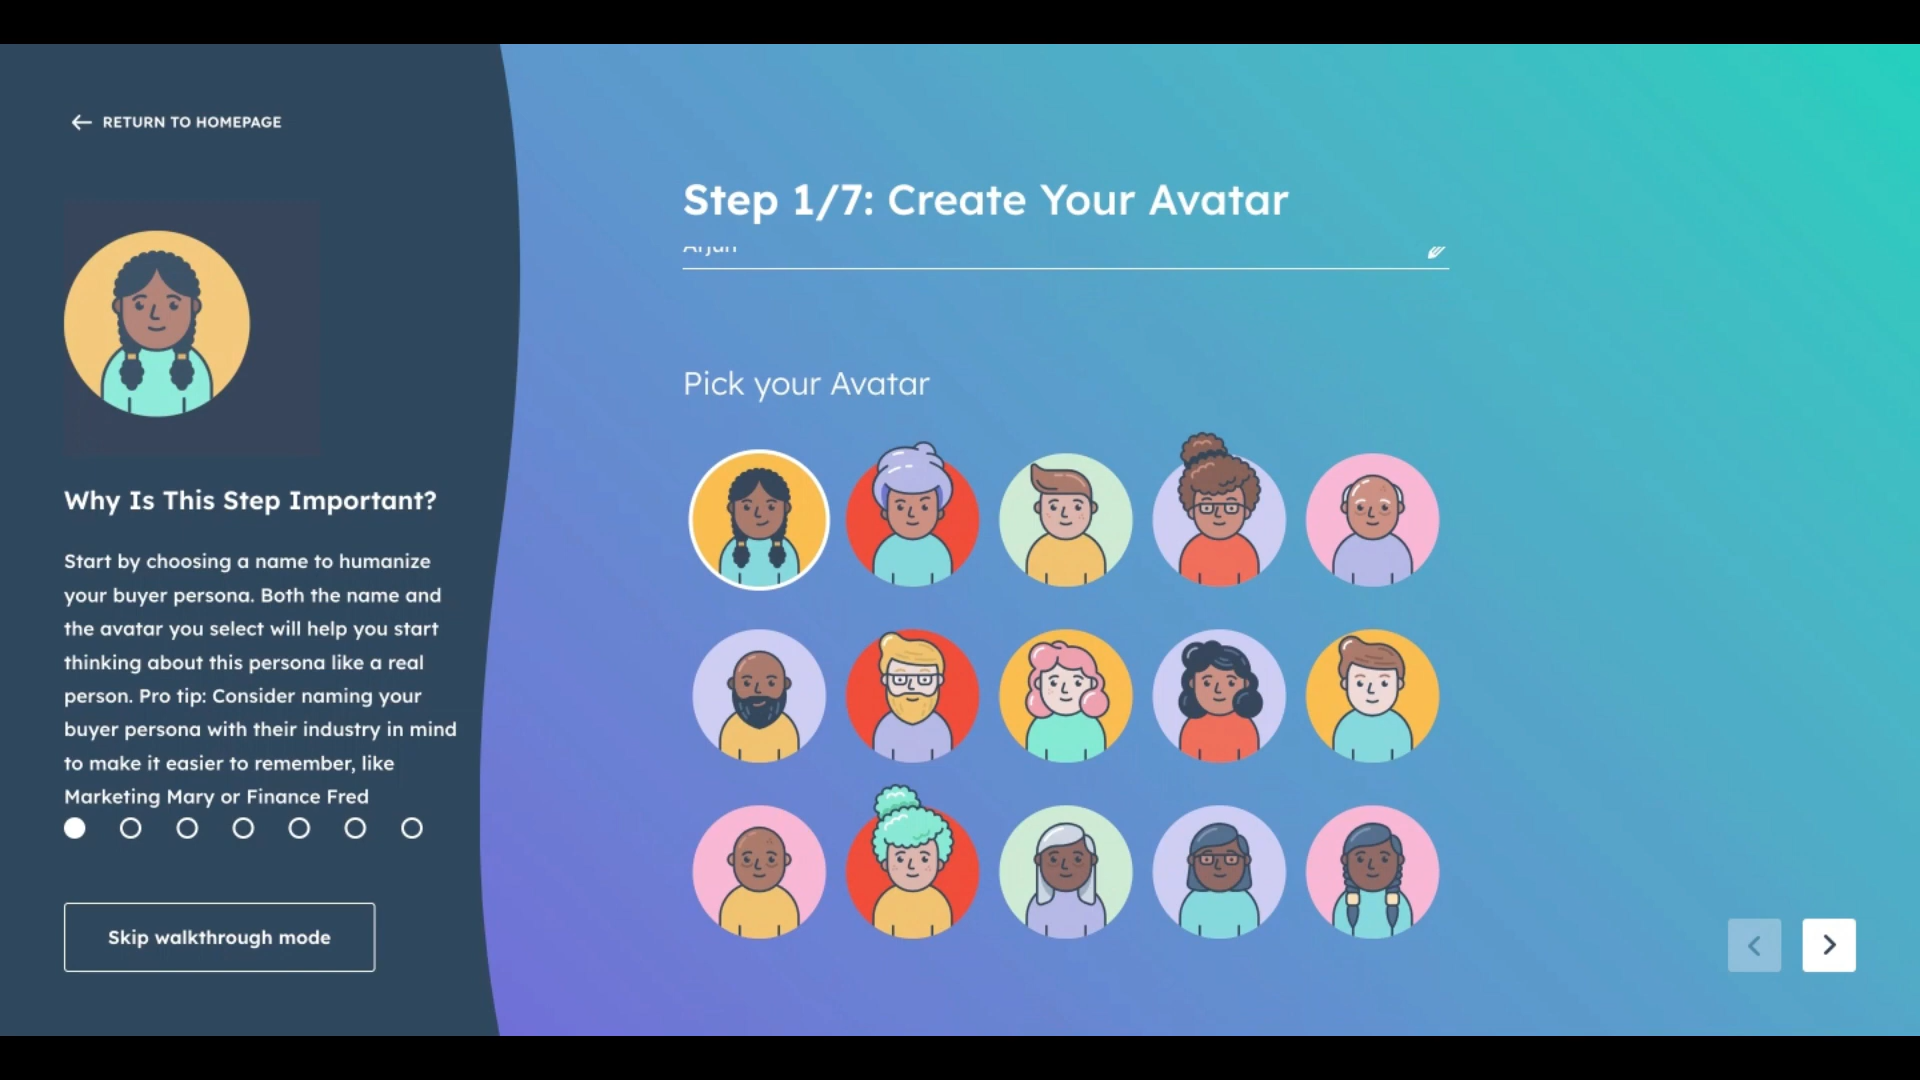 RETURN TO HOMEPAGE
Why Is This Step Important?
Start by choosing a name to humanize
your buyer persona. Both the name and
the avatar you select will help you start
thinking about this persona like a real
person. Pro tip: Consider naming your
buyer persona with their industry in mind
to make it easier to remember, like
Marketing Mary or Finance Fred
Skip walkthrough mode
Step 1/7: Create Your Avatar
Arjun
Pick your Avatar